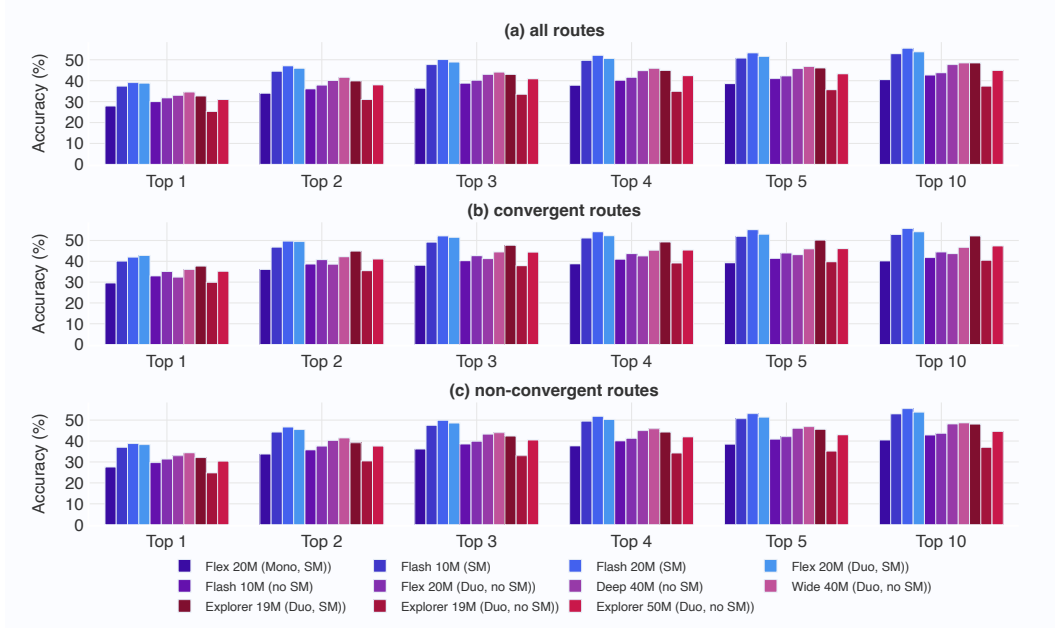 (a) all routes
Accuracy (%)
50
40
30
20
10
0
Top 1 Top 2 Top 3 Top 4 Top 5 Top 10
(b) convergent routes
Accuracy (%)
50
40
30
20
10
0
Top 1 Top 2 Top 3 Top 4 Top 5 Top 10
(c) non-convergent routes
Accuracy (%)
50
40
30
20
10
0
Top 1 Top 2 Top 3 Top 4 Top 5 Top 10
Flex 20M (Mono, SM)) Flash 10M (SM) Flash 20M (SM) Flex 20M (Duo, SM))
Flash 10M (no SM) Flex 20M (Duo, no SM)) Deep 40M (no SM) Wide 40M (Duo, no SM))
Explorer 19M (Duo, SM)) Explorer 19M (Duo, no SM)) Explorer 50M (Duo, no SM))